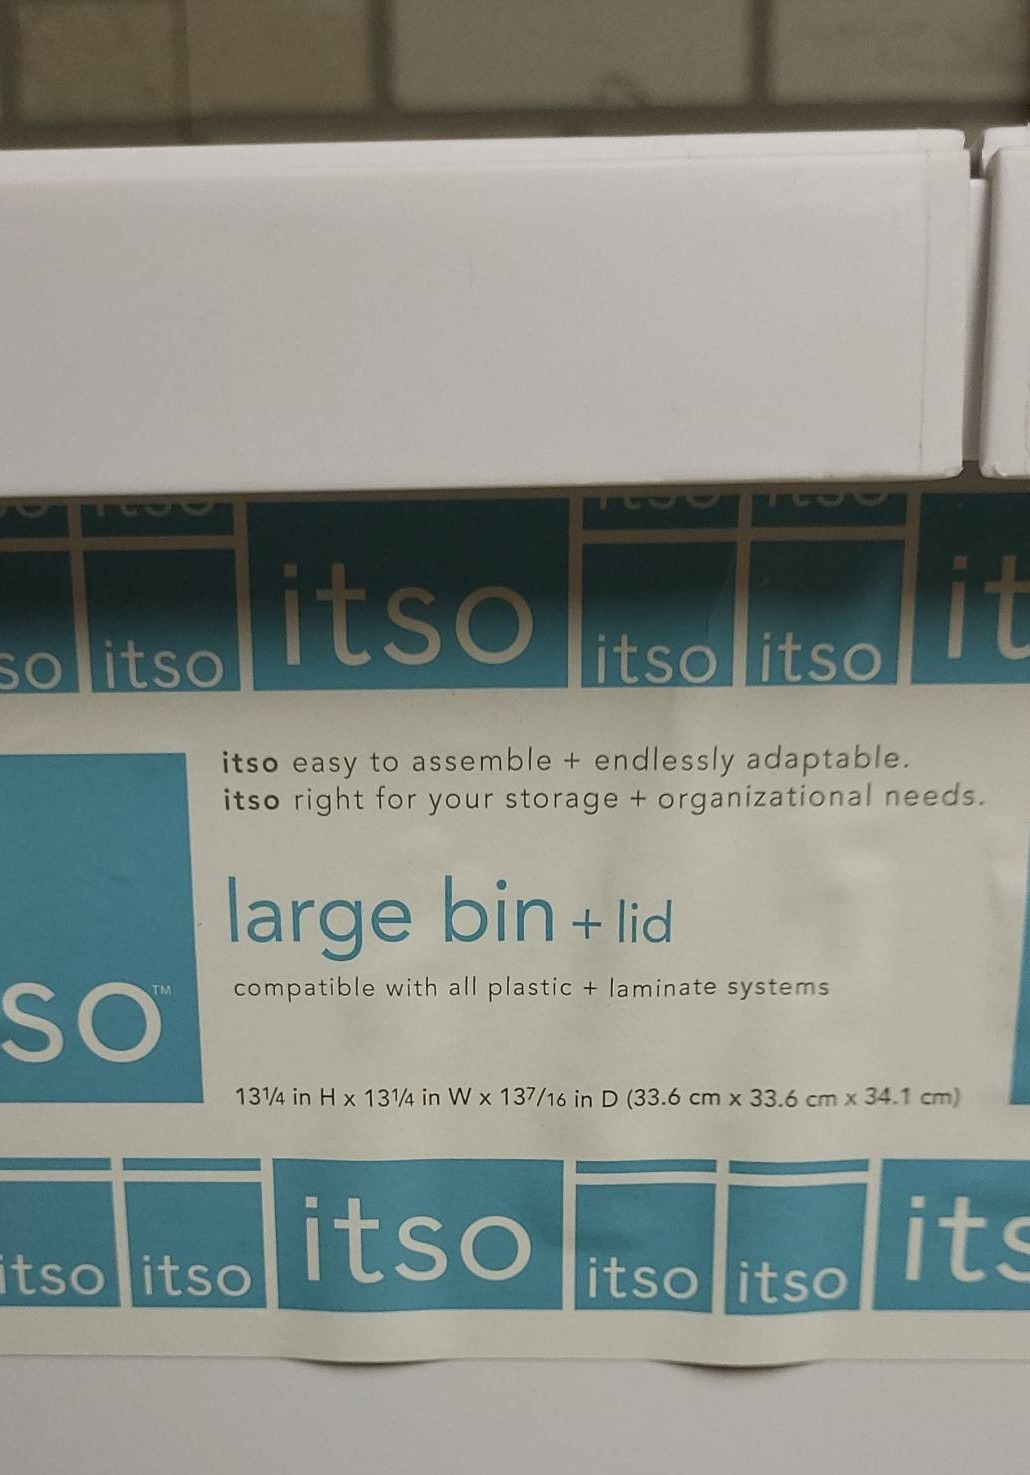 itso itso itso itso
itso easy to assemble + endlessly adaptable.
itso right for your storage + organizational needs.
large bin + lid
compatible with all plastic + laminate systems
so™
13¼ in H x 13¼ in W x 13⁷/₁₆ in D (33.6 cm x 33.6 cm x 34.1 cm)
itso itso itso itso itso its